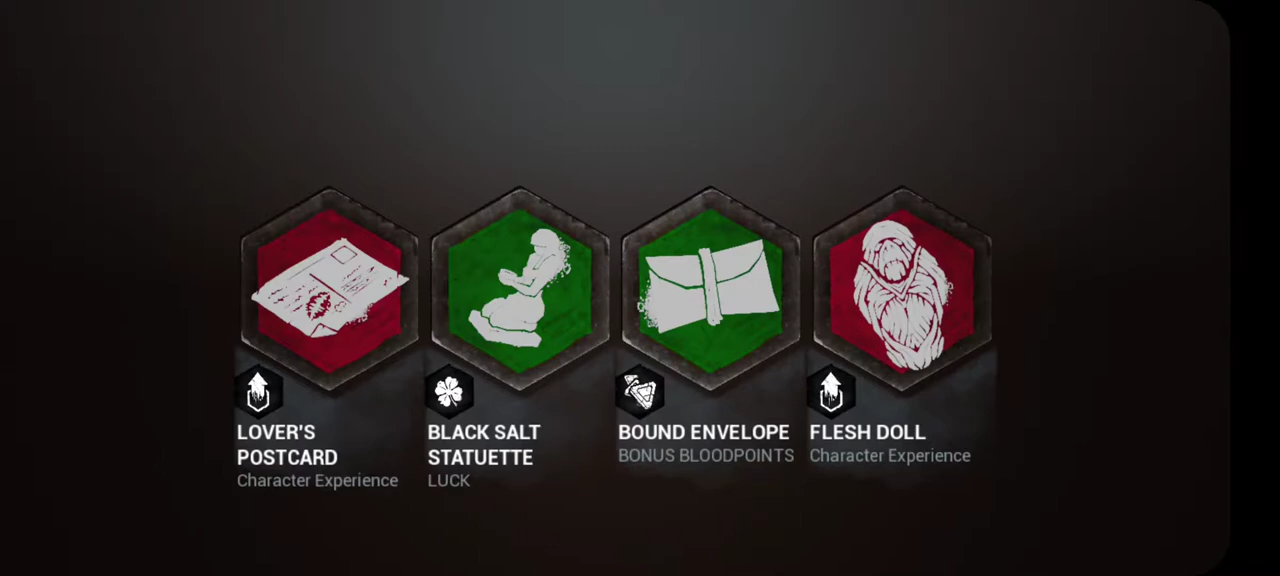 LOVER'S
POSTCARD
Character Experience
BLACK SALT
STATUETTE
LUCK
BOUND ENVELOPE
BONUS BLOODPOINTS
FLESH DOLL
Character Experience